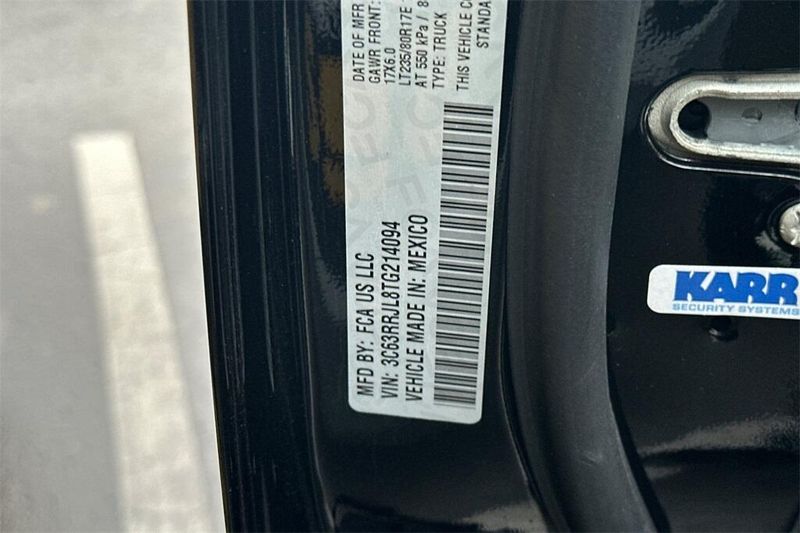 DATE OF MFR
GAWR FRONT:
17X6.0
LT235/80R17E
AT 550 kPa / 8
TYPE: TRUCK
THIS VEHICLE C
STANDA
MFD BY: FCA US LLC
VIN: 3C63RRJL8TG214094
VEHICLE MADE IN: MEXICO
KARR
SECURITY SYSTEMS